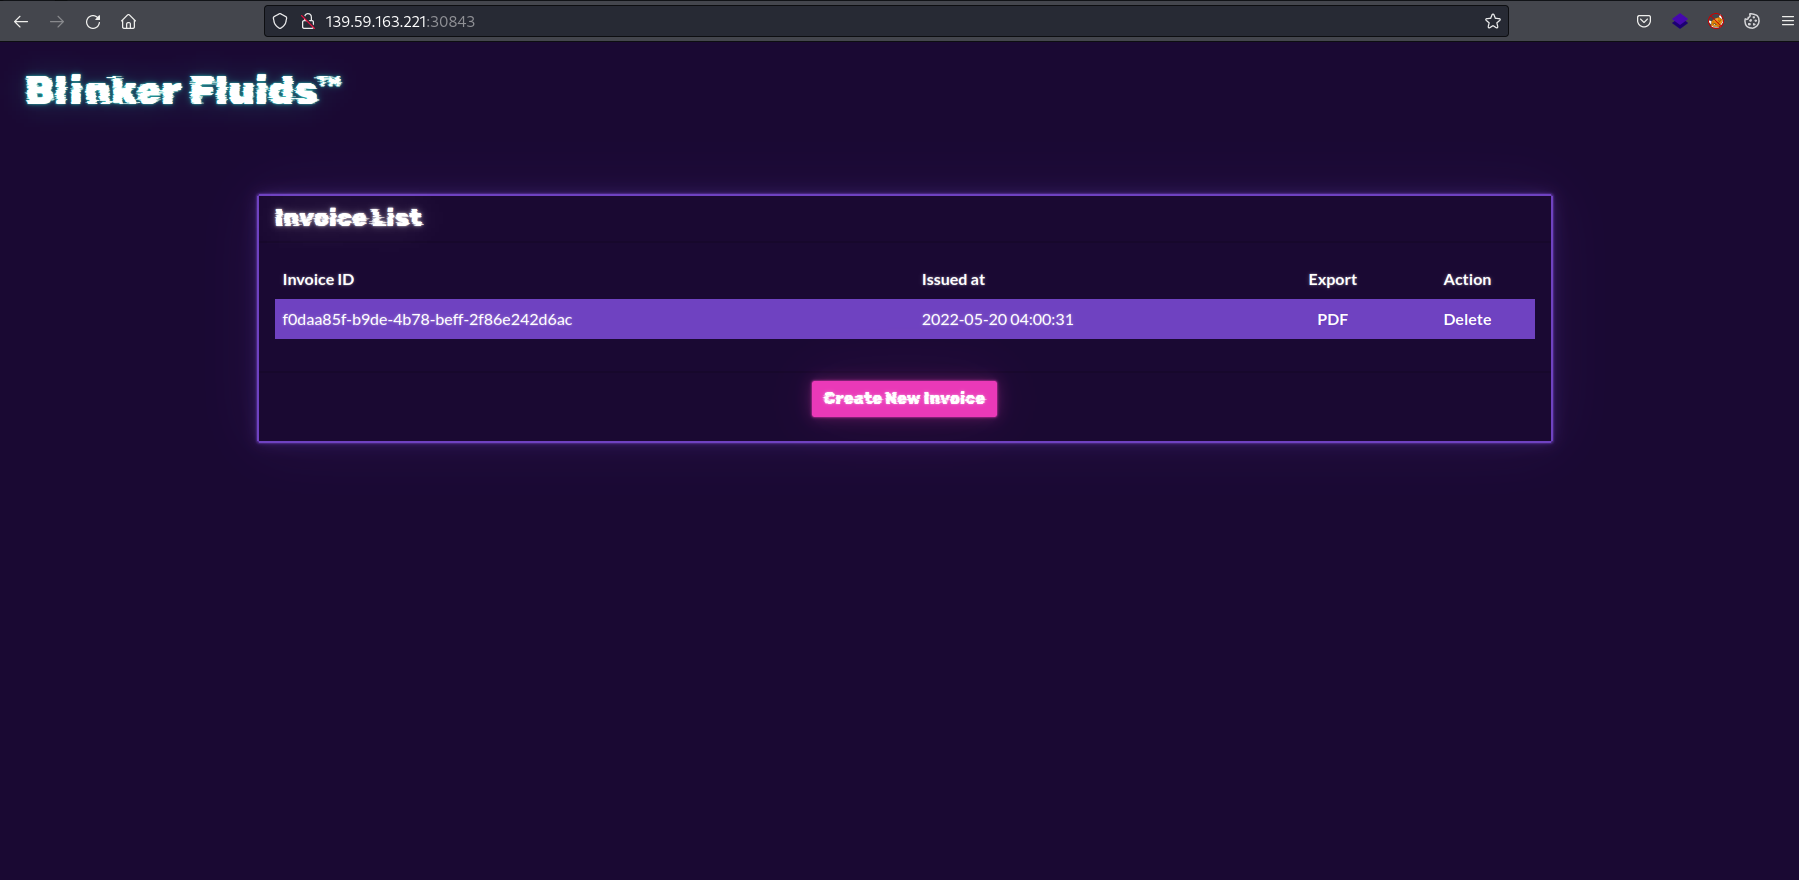 139.59.163.221:30843
Blinker Fluids™
Invoice List
Invoice ID Issued at Export Action
f0daa85f-b9de-4b78-beff-2f86e242d6ac 2022-05-20 04:00:31 PDF Delete
Create New Invoice